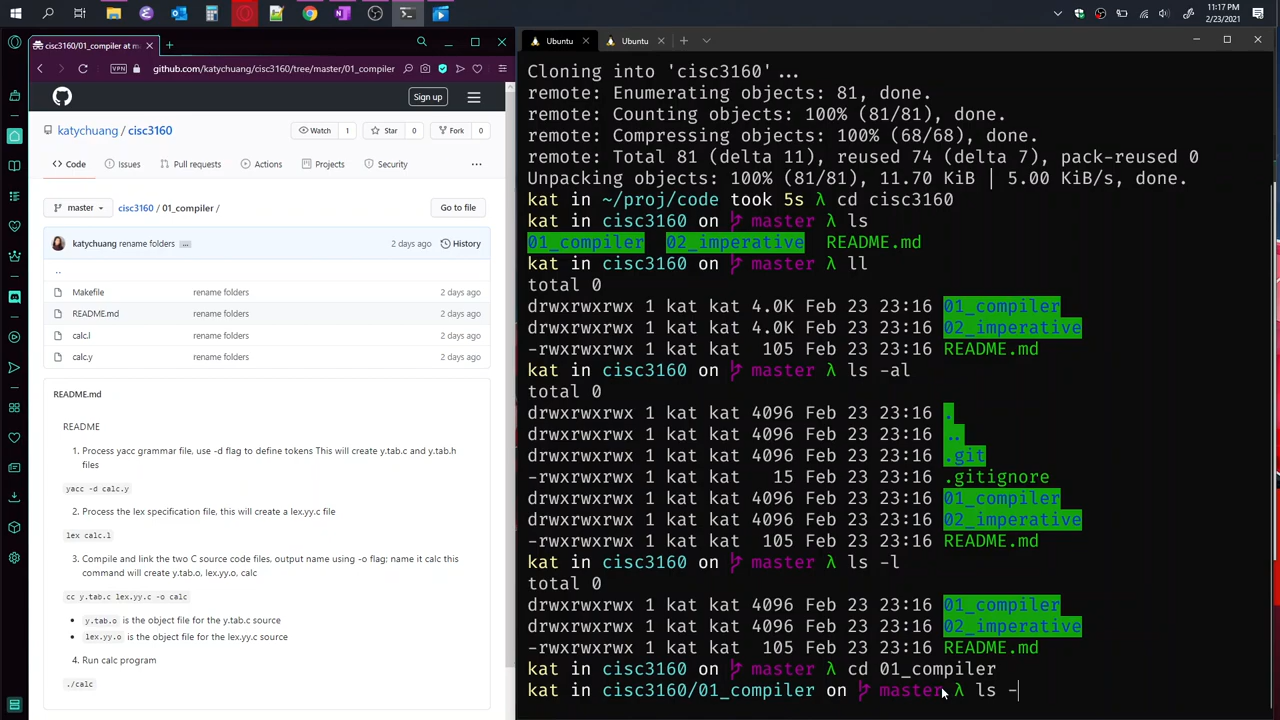 11:17 PM
2/23/2021
cisc3160/01_compiler at m
github.com/katychuang/cisc3160/tree/master/01_compiler
VPN
Sign up
katychuang / cisc3160
Watch 1
Star 0
Fork 0
Code
Issues
Pull requests
Actions
Projects
Security
master
cisc3160 / 01_compiler /
Go to file
katychuang rename folders ...
2 days ago
History
..
Makefile rename folders 2 days ago
README.md rename folders 2 days ago
calc.l rename folders 2 days ago
calc.y rename folders 2 days ago
README.md
README
1. Process yacc grammar file, use -d flag to define tokens This will create y.tab.c and y.tab.h
files
yacc -d calc.y
2. Process the lex specification file, this will create a lex.yy.c file
lex calc.l
3. Compile and link the two C source code files, output name using -o flag; name it calc this
command will create y.tab.o, lex.yy.o, calc
cc y.tab.c lex.yy.c -o calc
y.tab.o is the object file for the y.tab.c source
lex.yy.o is the object file for the lex.yy.c source
4. Run calc program
./calc
Ubuntu
Ubuntu
Cloning into 'cisc3160'...
remote: Enumerating objects: 81, done.
remote: Counting objects: 100% (81/81), done.
remote: Compressing objects: 100% (68/68), done.
remote: Total 81 (delta 11), reused 74 (delta 7), pack-reused 0
Unpacking objects: 100% (81/81), 11.70 KiB | 5.00 KiB/s, done.
kat in ~/proj/code took 5s λ cd cisc3160
kat in cisc3160 on master λ ls
01_compiler 02_imperative README.md
kat in cisc3160 on master λ ll
total 0
drwxrwxrwx 1 kat kat 4.0K Feb 23 23:16 01_compiler
drwxrwxrwx 1 kat kat 4.0K Feb 23 23:16 02_imperative
-rwxrwxrwx 1 kat kat 105 Feb 23 23:16 README.md
kat in cisc3160 on master λ ls -al
total 0
drwxrwxrwx 1 kat kat 4096 Feb 23 23:16 .
drwxrwxrwx 1 kat kat 4096 Feb 23 23:16 ..
drwxrwxrwx 1 kat kat 4096 Feb 23 23:16 .git
-rwxrwxrwx 1 kat kat 15 Feb 23 23:16 .gitignore
drwxrwxrwx 1 kat kat 4096 Feb 23 23:16 01_compiler
drwxrwxrwx 1 kat kat 4096 Feb 23 23:16 02_imperative
-rwxrwxrwx 1 kat kat 105 Feb 23 23:16 README.md
kat in cisc3160 on master λ ls -l
total 0
drwxrwxrwx 1 kat kat 4096 Feb 23 23:16 01_compiler
drwxrwxrwx 1 kat kat 4096 Feb 23 23:16 02_imperative
-rwxrwxrwx 1 kat kat 105 Feb 23 23:16 README.md
kat in cisc3160 on master λ cd 01_compiler
kat in cisc3160/01_compiler on master λ ls -